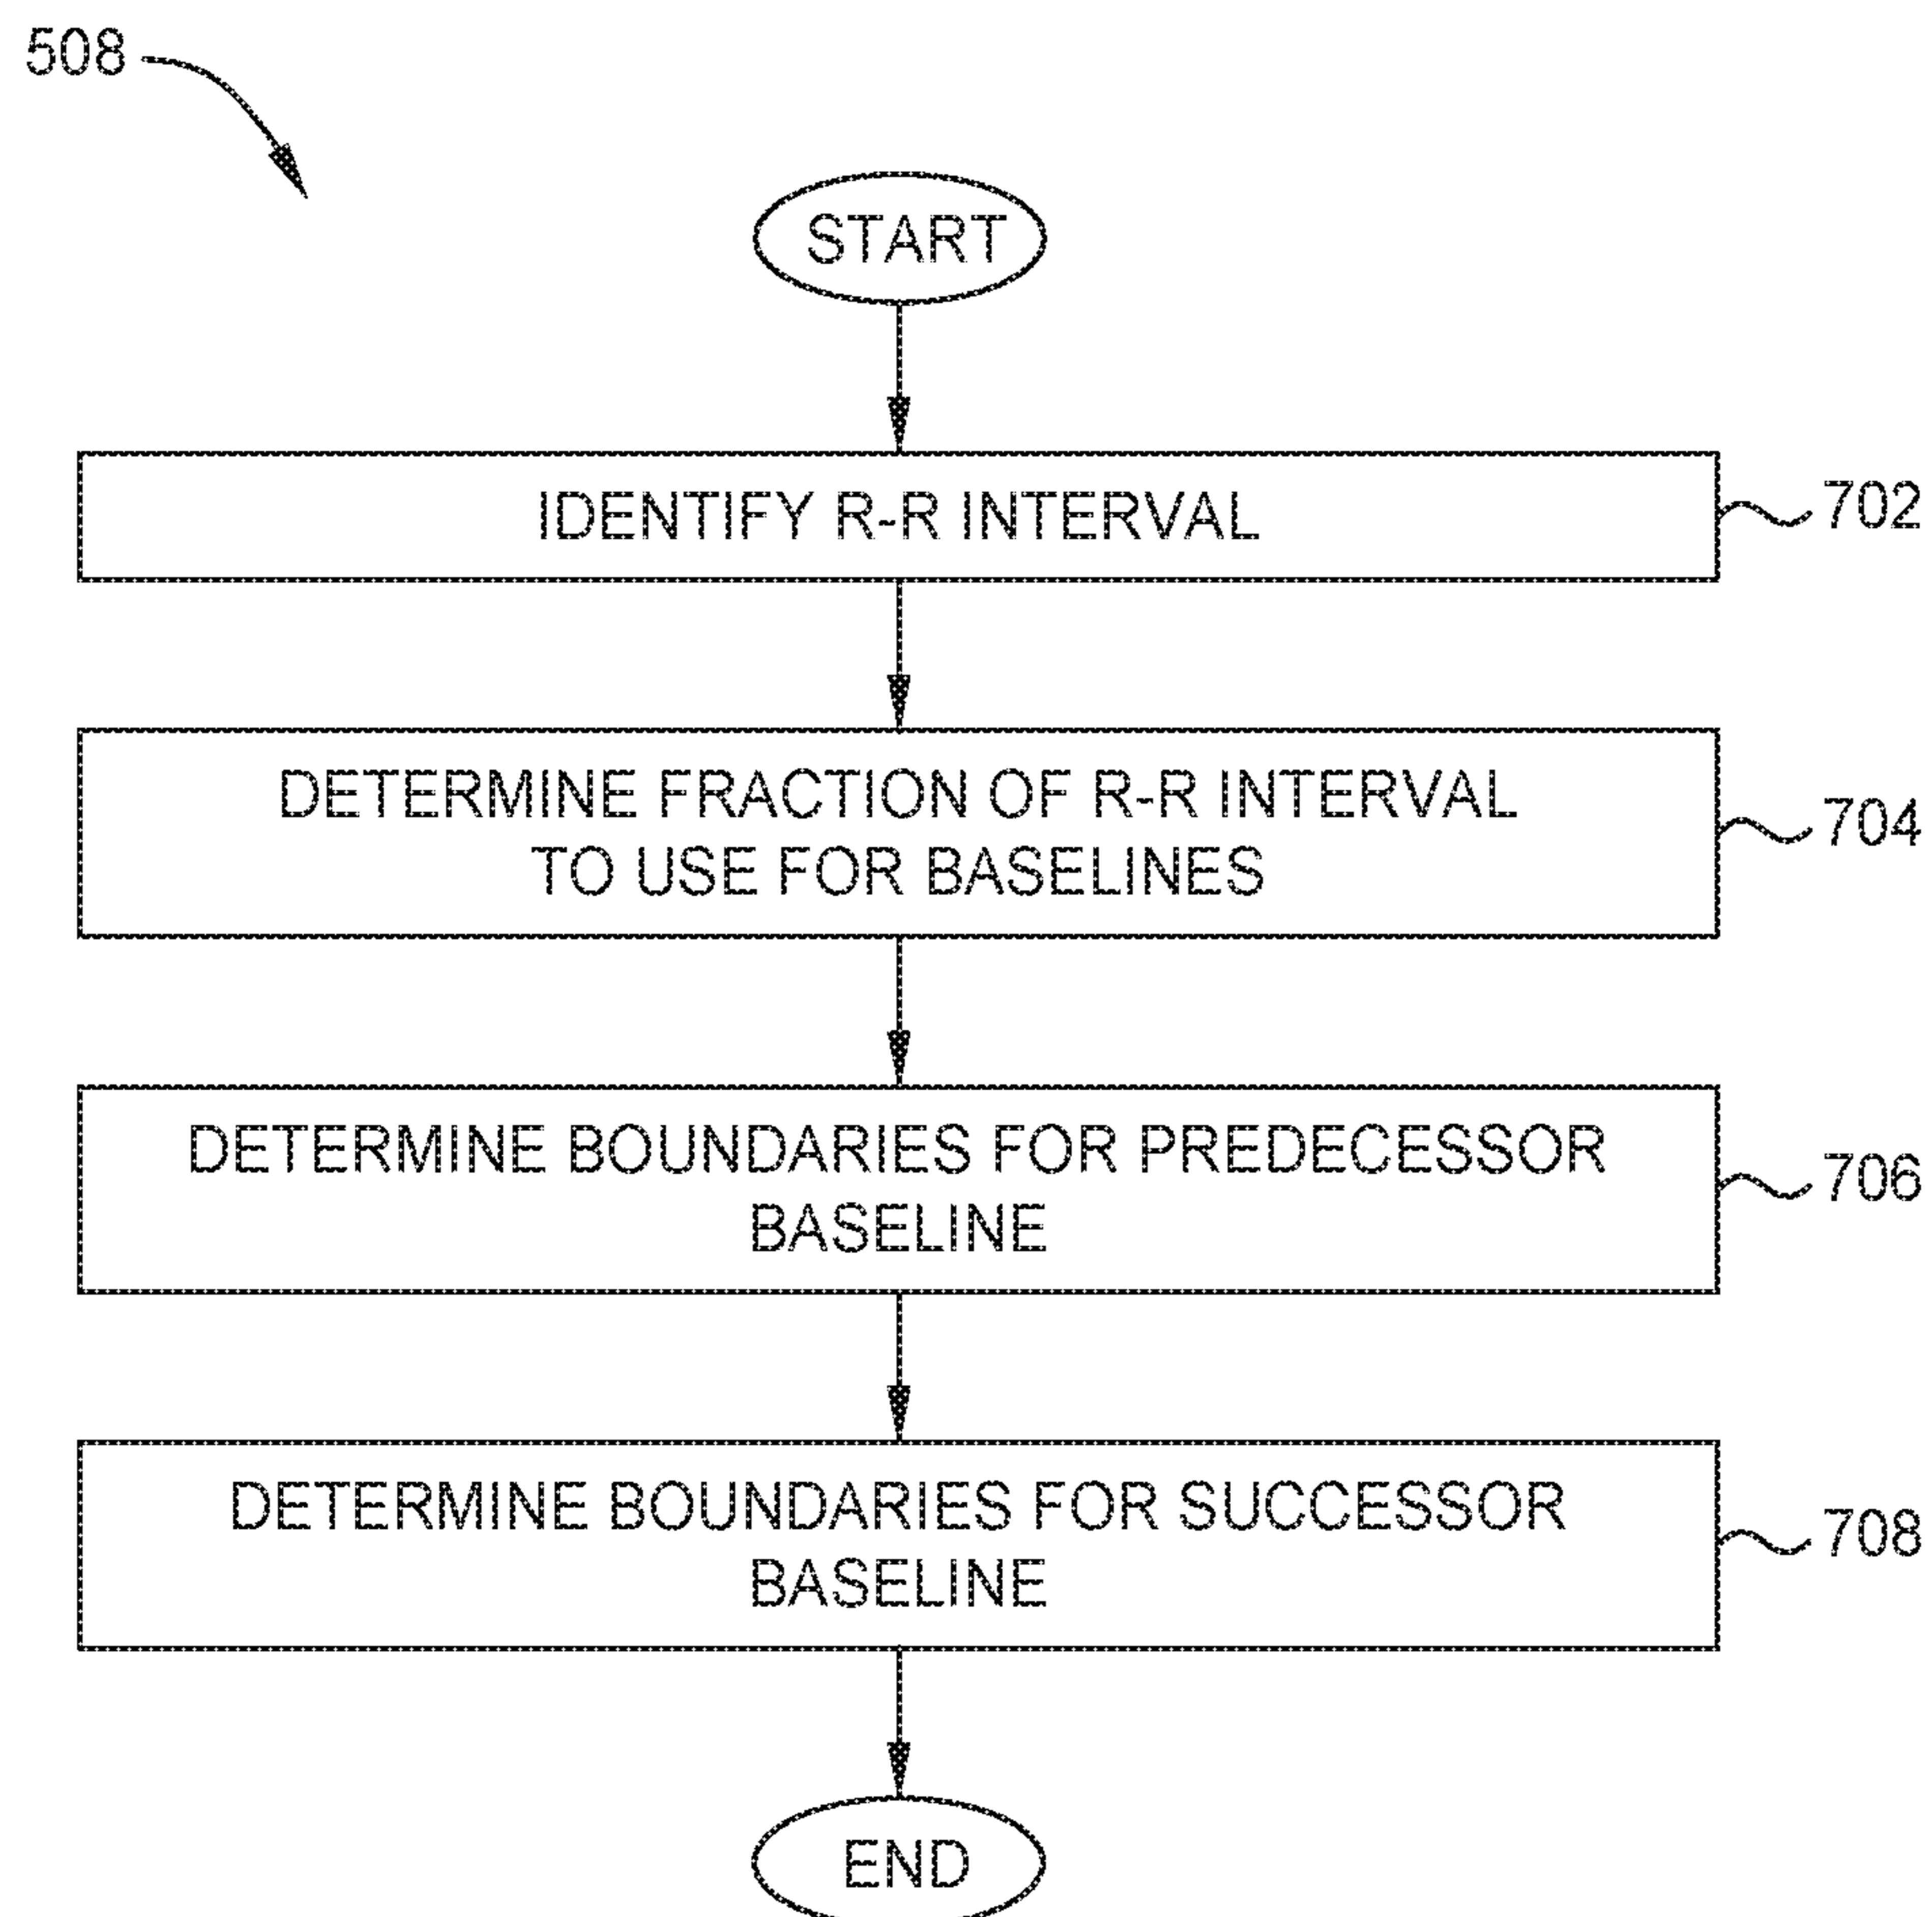 508
START
IDENTIFY R-R INTERVAL
702
DETERMINE FRACTION OF R-R INTERVAL
TO USE FOR BASELINES
704
DETERMINE BOUNDARIES FOR PREDECESSOR
BASELINE
706
DETERMINE BOUNDARIES FOR SUCCESSOR
BASELINE
708
END